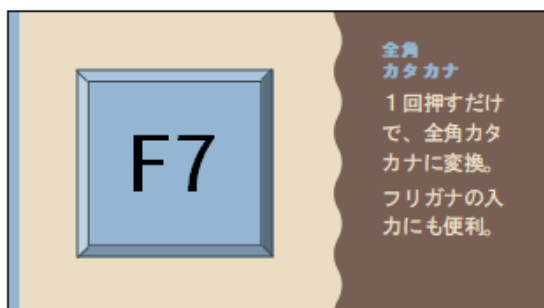 F7
全角
カタカナ
１回押すだけ
で、全角カタ
カナに変換。
フリガナの入
力にも便利。